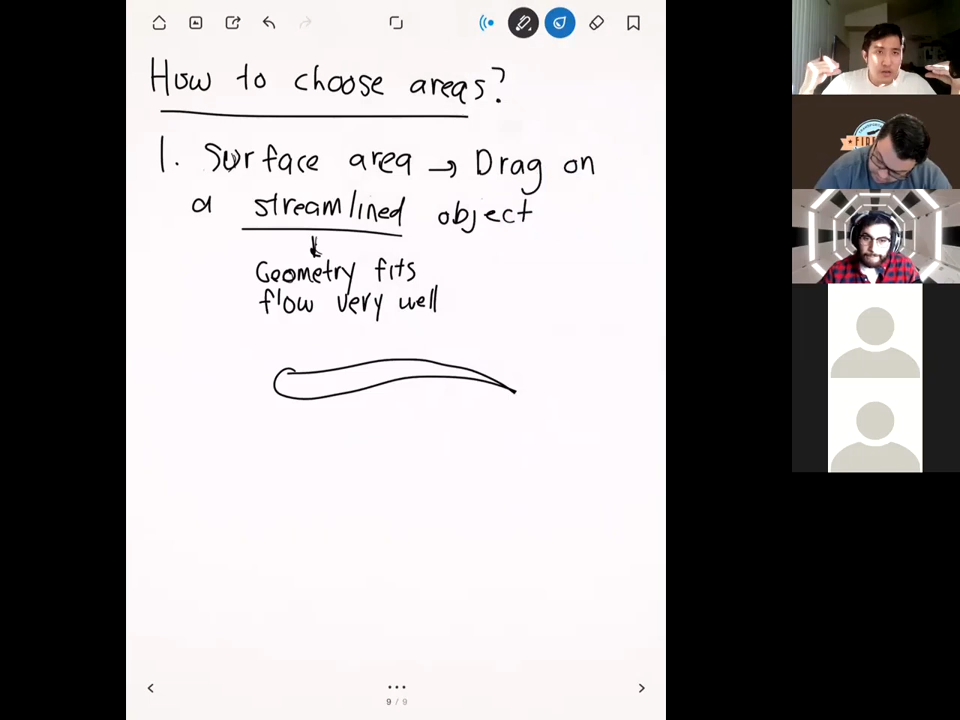 How to choose areas?
1. Surface area → Drag on
a streamlined object
Geometry fits
flow very well
9 / 9